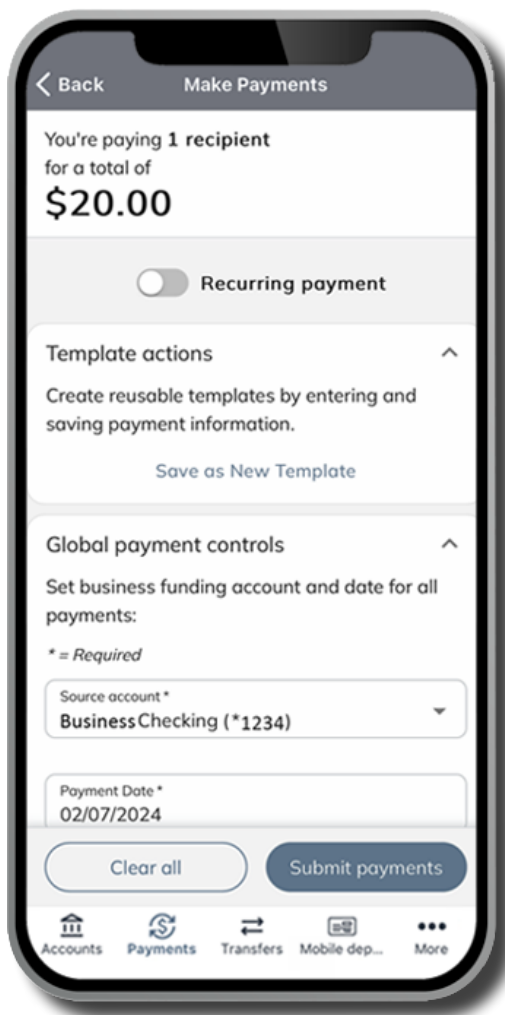 Back
Make Payments
You're paying 1 recipient
for a total of
$20.00
Recurring payment
Template actions
Create reusable templates by entering and
saving payment information.
Save as New Template
Global payment controls
Set business funding account and date for all
payments:
* = Required
Source account *
Business Checking (*1234)
Payment Date *
02/07/2024
Clear all
Submit payments
Accounts
Payments
Transfers
Mobile dep...
More